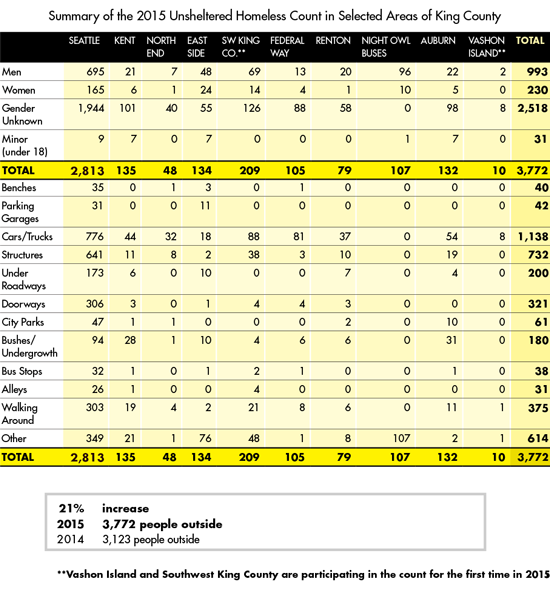 Summary of the 2015 Unsheltered Homeless Count in Selected Areas of King County
SEATTLE KENT NORTH END EAST SIDE SW KING CO.** FEDERAL WAY RENTON NIGHT OWL BUSES AUBURN VASHON ISLAND** TOTAL
Men 695 21 7 48 69 13 20 96 22 2 993
Women 165 6 1 24 14 4 1 10 5 0 230
Gender Unknown 1,944 101 40 55 126 88 58 0 98 8 2,518
Minor (under 18) 9 7 0 7 0 0 0 1 7 0 31
TOTAL 2,813 135 48 134 209 105 79 107 132 10 3,772
Benches 35 0 1 3 0 1 0 0 0 0 40
Parking Garages 31 0 0 11 0 0 0 0 0 0 42
Cars/Trucks 776 44 32 18 88 81 37 0 54 8 1,138
Structures 641 11 8 2 38 3 10 0 19 0 732
Under Roadways 173 6 0 10 0 0 7 0 4 0 200
Doorways 306 3 0 1 4 4 3 0 0 0 321
City Parks 47 1 1 0 0 0 2 0 10 0 61
Bushes/ Undergrowth 94 28 1 10 4 6 6 0 31 0 180
Bus Stops 32 1 0 1 2 1 0 0 1 0 38
Alleys 26 1 0 0 4 0 0 0 0 0 31
Walking Around 303 19 4 2 21 8 6 0 11 1 375
Other 349 21 1 76 48 1 8 107 2 1 614
TOTAL 2,813 135 48 134 209 105 79 107 132 10 3,772
21% increase
2015 3,772 people outside
2014 3,123 people outside
**Vashon Island and Southwest King County are participating in the count for the first time in 2015